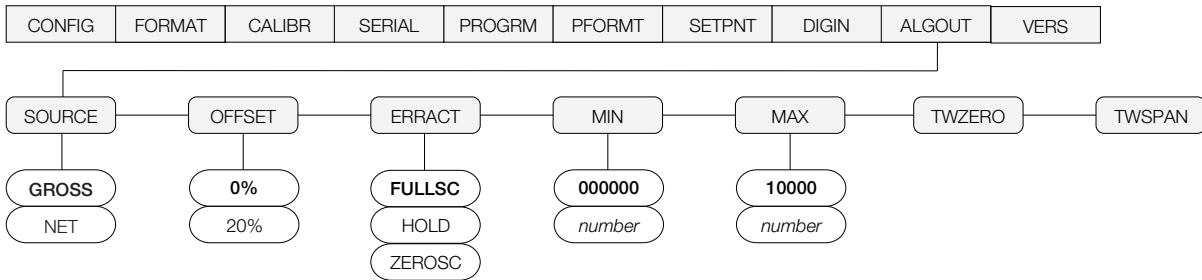 CONFIG FORMAT CALIBR SERIAL PROGRM PFORMT SETPNT DIGIN ALGOUT VERS
SOURCE OFFSET ERRACT MIN MAX TWZERO TWSPAN
GROSS 0% FULLSC 000000 10000
NET 20% HOLD number number
ZEROSC